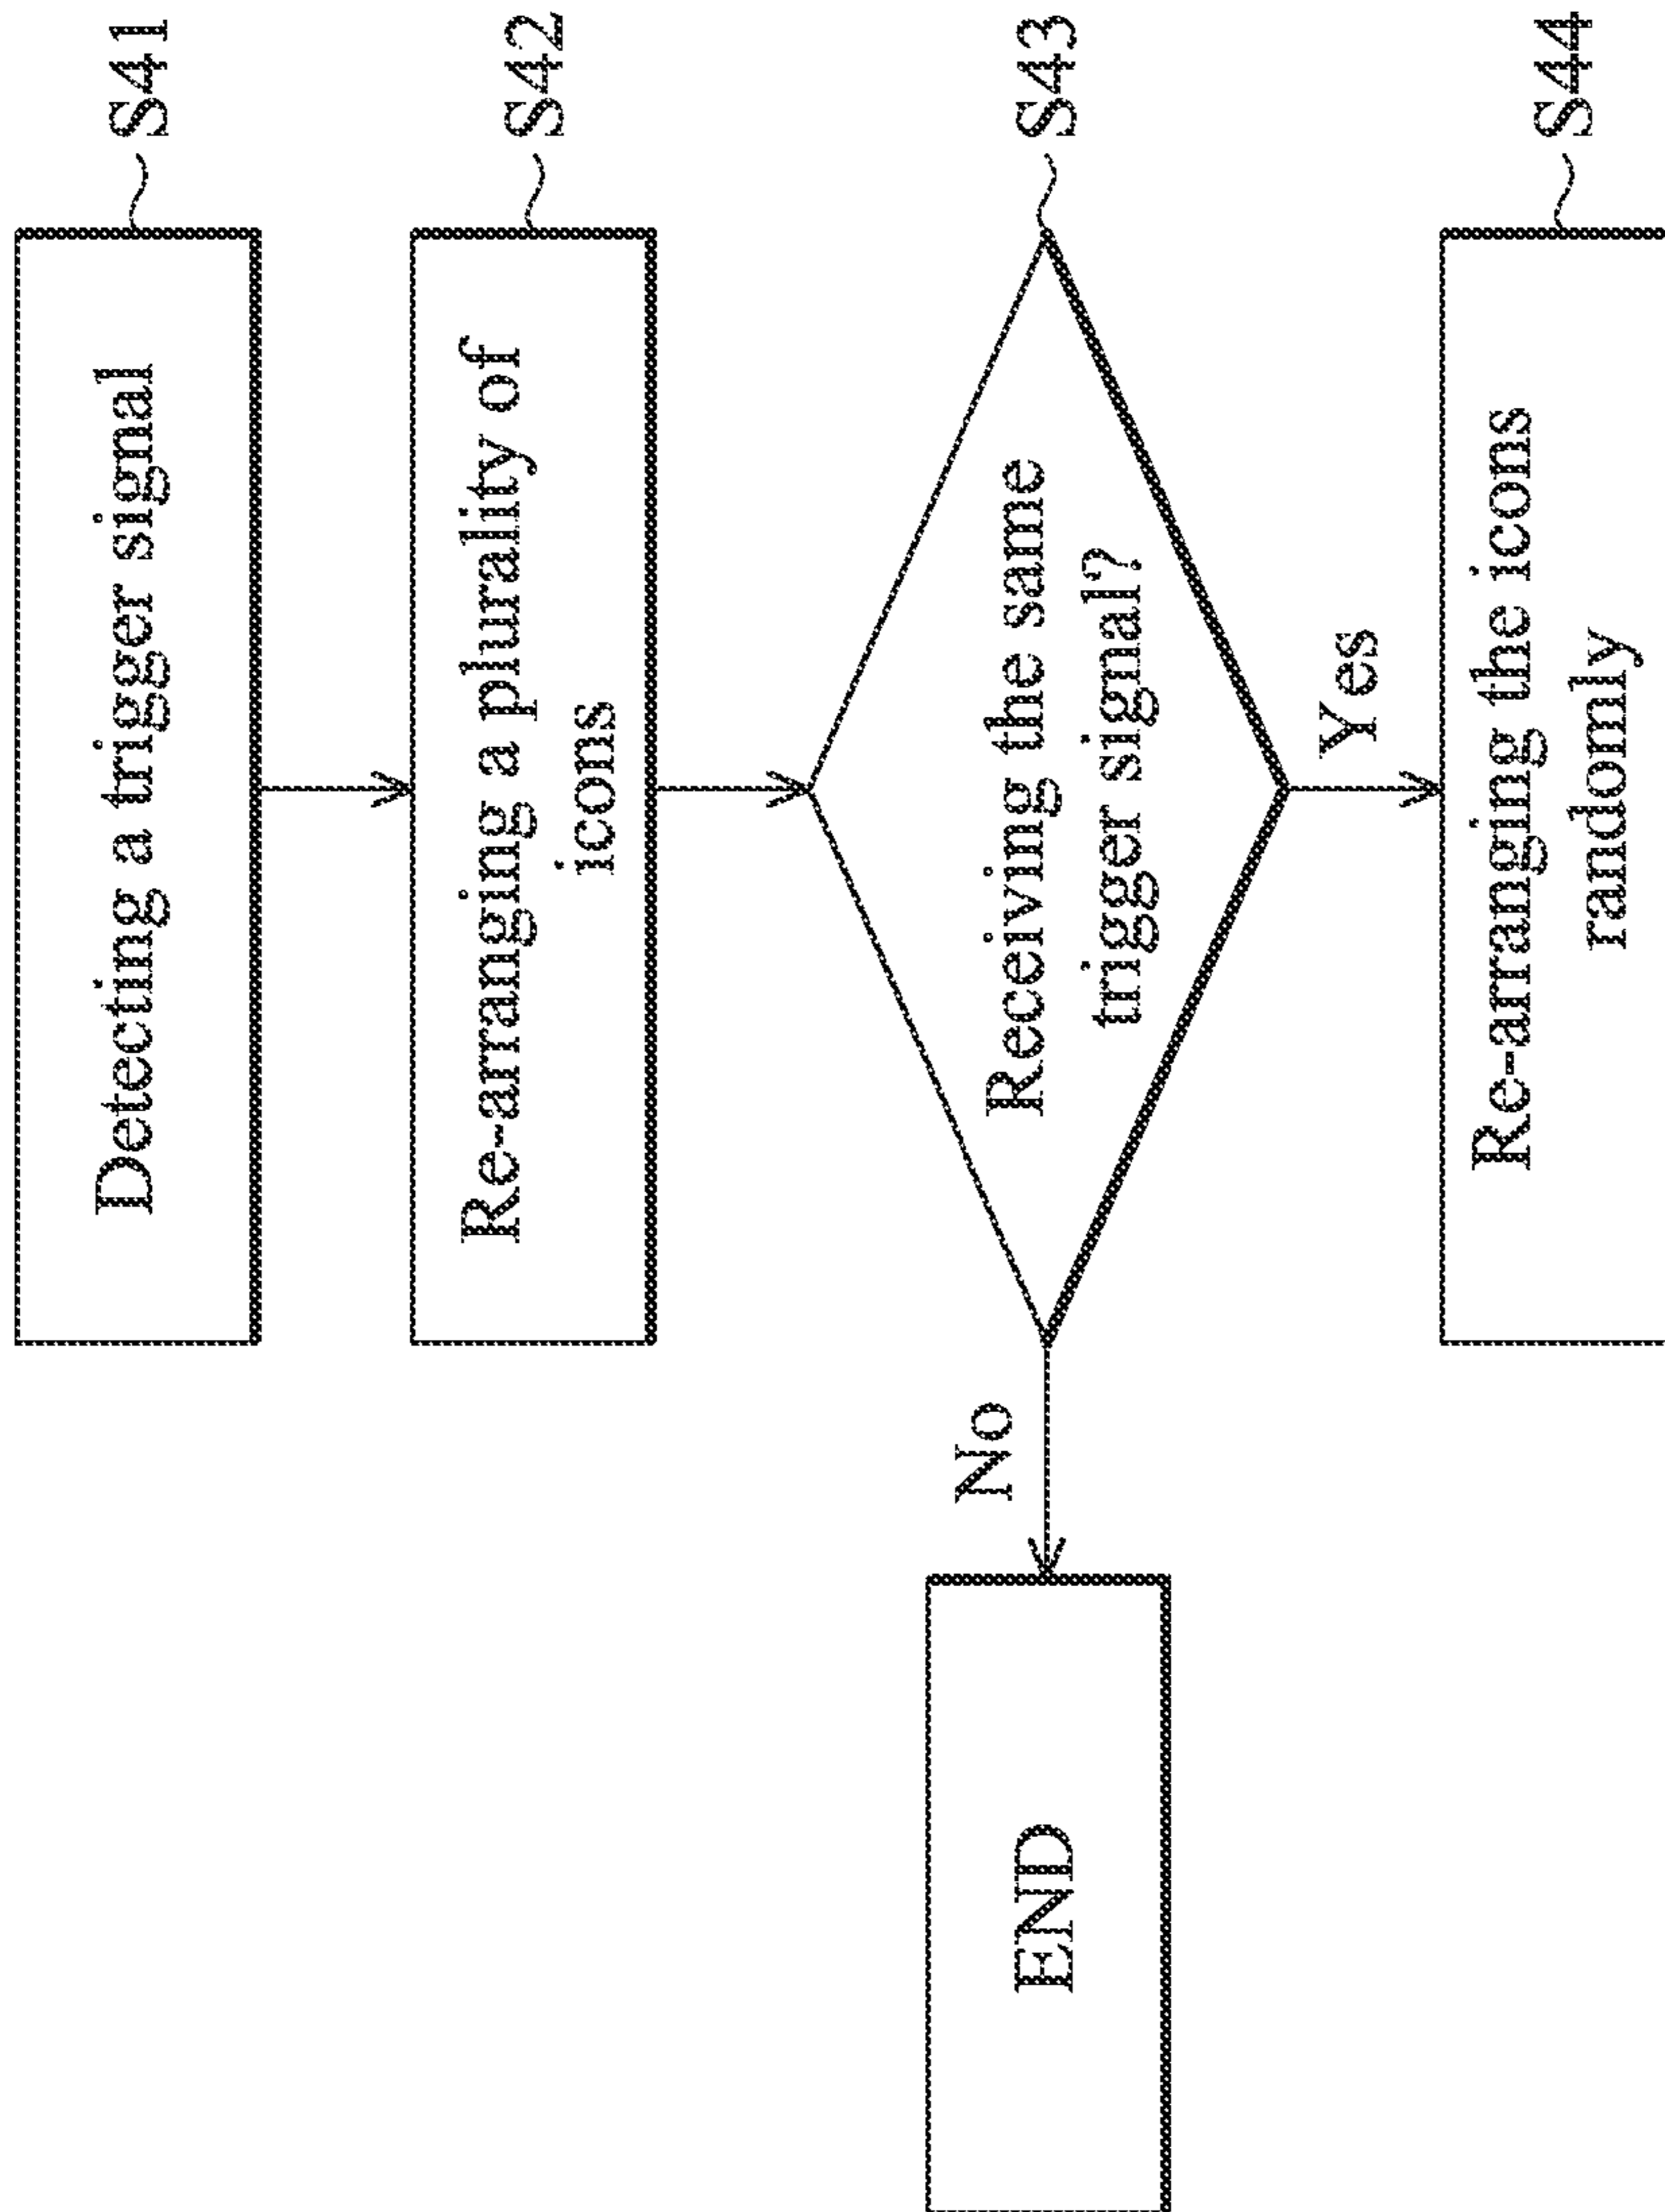 Detecting a trigger signal
S41
Re-arranging a plurality of
icons
S42
Receiving the same
trigger signal?
S43
No
END
Yes
Re-arranging the icons
randomly
S44